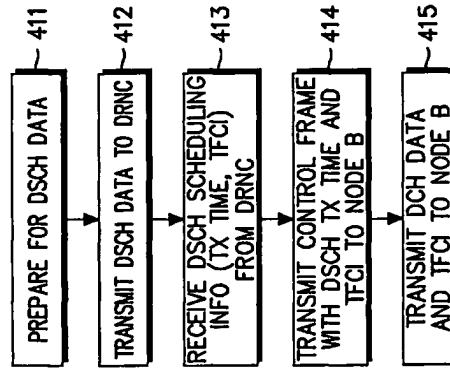 PREPARE FOR DSCH DATA
411
TRANSMIT DSCH DATA TO DRNC
412
RECEIVE DSCH SCHEDULING
INFO (TX TIME, TFCI)
FROM DRNC
413
TRANSMIT CONTROL FRAME
WITH DSCH TX TIME AND
TFCI TO NODE B
414
TRANSMIT DCH DATA
AND TFCI TO NODE B
415